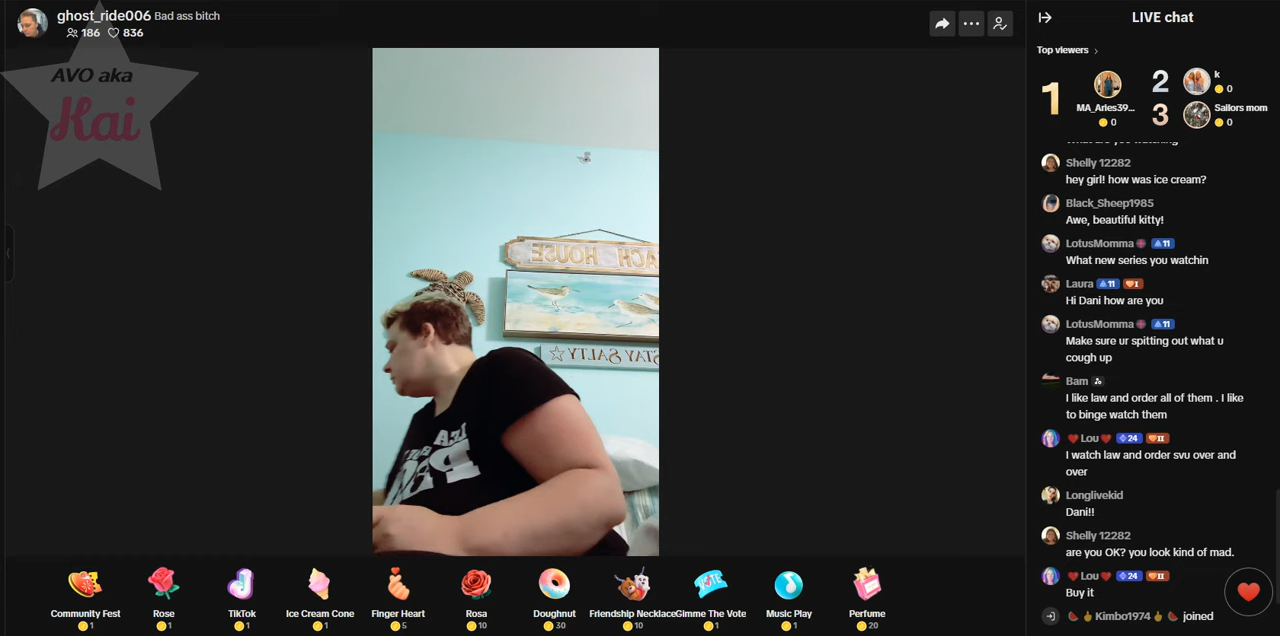 ghost_ride006 Bad ass bitch
186 836
AVO aka
Kai
ACH HOUSE
STAY SALTY
Community Fest
1
Rose
1
TikTok
1
Ice Cream Cone
1
Finger Heart
5
Rosa
10
Doughnut
30
Friendship Necklace
10
VOTE
Gimme The Vote
1
Music Play
1
Perfume
20
LIVE chat
Top viewers
1
MA_Aries39...
0
2
k
0
3
Sailors mom
0
Shelly 12282
hey girl! how was ice cream?
Black_Sheep1985
Awe, beautiful kitty!
LotusMomma 11
What new series you watchin
Laura 11 I
Hi Dani how are you
LotusMomma 11
Make sure ur spitting out what u
cough up
Bam
I like law and order all of them . I like
to binge watch them
Lou 24 II
I watch law and order svu over and
over
Longlivekid
Dani!!
Shelly 12282
are you OK? you look kind of mad.
Lou 24 II
Buy it
Kimbo1974 joined